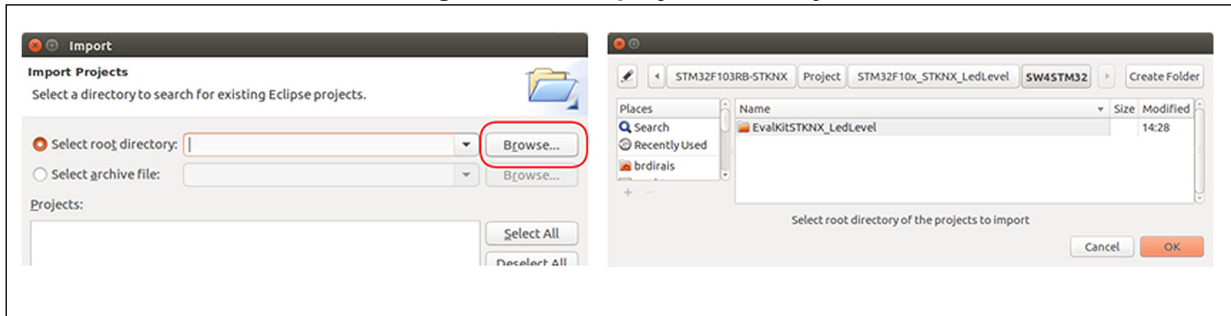 Import
Import Projects
Select a directory to search for existing Eclipse projects.
Select root directory:
Browse...
Select archive file:
Browse...
Projects:
Select All
Deselect All
STM32F103RB-STKNX Project STM32F10x_STKNX_LedLevel SW4STM32 Create Folder
Places Name Size Modified
Search EvalKitSTKNX_LedLevel 14:28
Recently Used
brdirais
Select root directory of the projects to import
Cancel OK